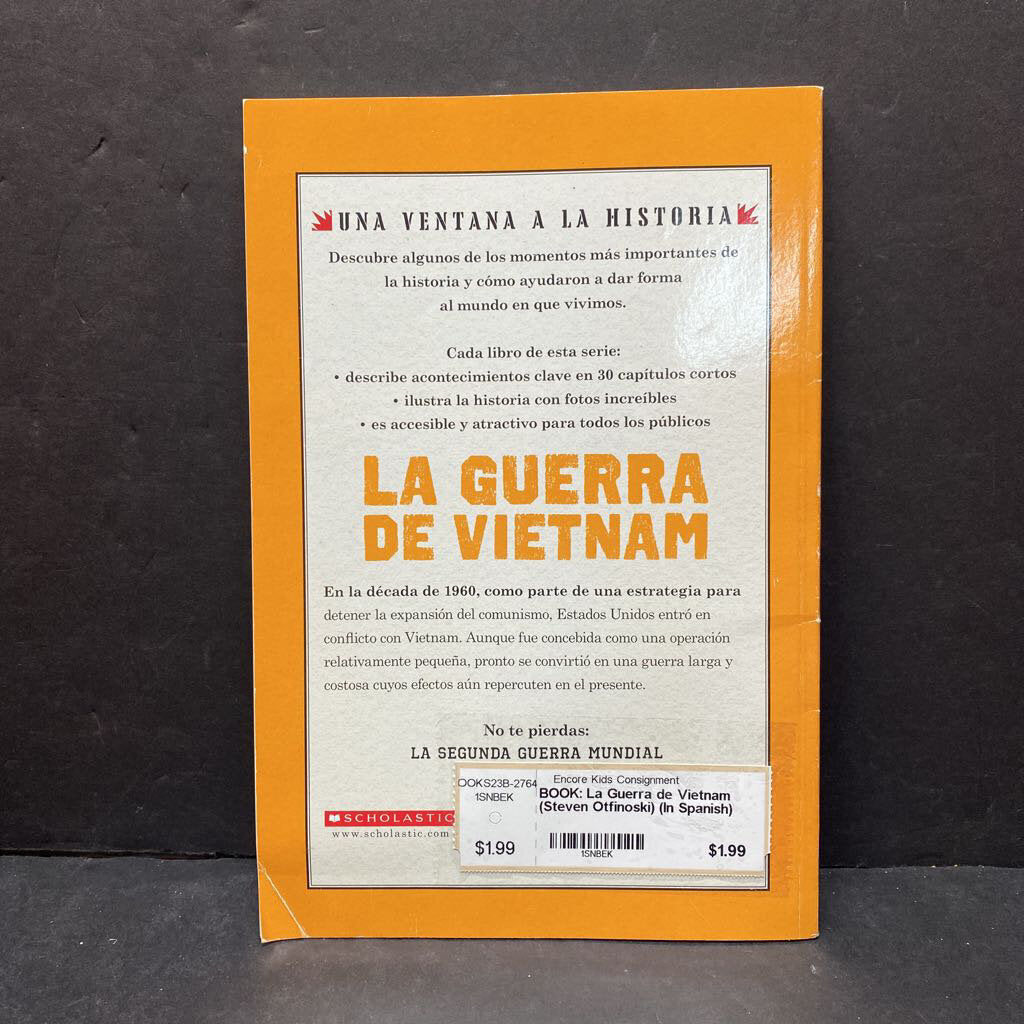 UNA VENTANA A LA HISTORIA
Descubre algunos de los momentos más importantes de
la historia y cómo ayudaron a dar forma
al mundo en que vivimos.
Cada libro de esta serie:
• describe acontecimientos clave en 30 capítulos cortos
• ilustra la historia con fotos increíbles
• es accesible y atractivo para todos los públicos
LA GUERRA
DE VIETNAM
En la década de 1960, como parte de una estrategia para
detener la expansión del comunismo, Estados Unidos entró en
conflicto con Vietnam. Aunque fue concebida como una operación
relativamente pequeña, pronto se convirtió en una guerra larga y
costosa cuyos efectos aún repercuten en el presente.
No te pierdas:
LA SEGUNDA GUERRA MUNDIAL
SCHOLASTIC
www.scholastic.com
OOKS23B-2764
1SNBEK
$1.99
Encore Kids Consignment
BOOK: La Guerra de Vietnam
(Steven Otfinoski) (In Spanish)
1SNBEK
$1.99